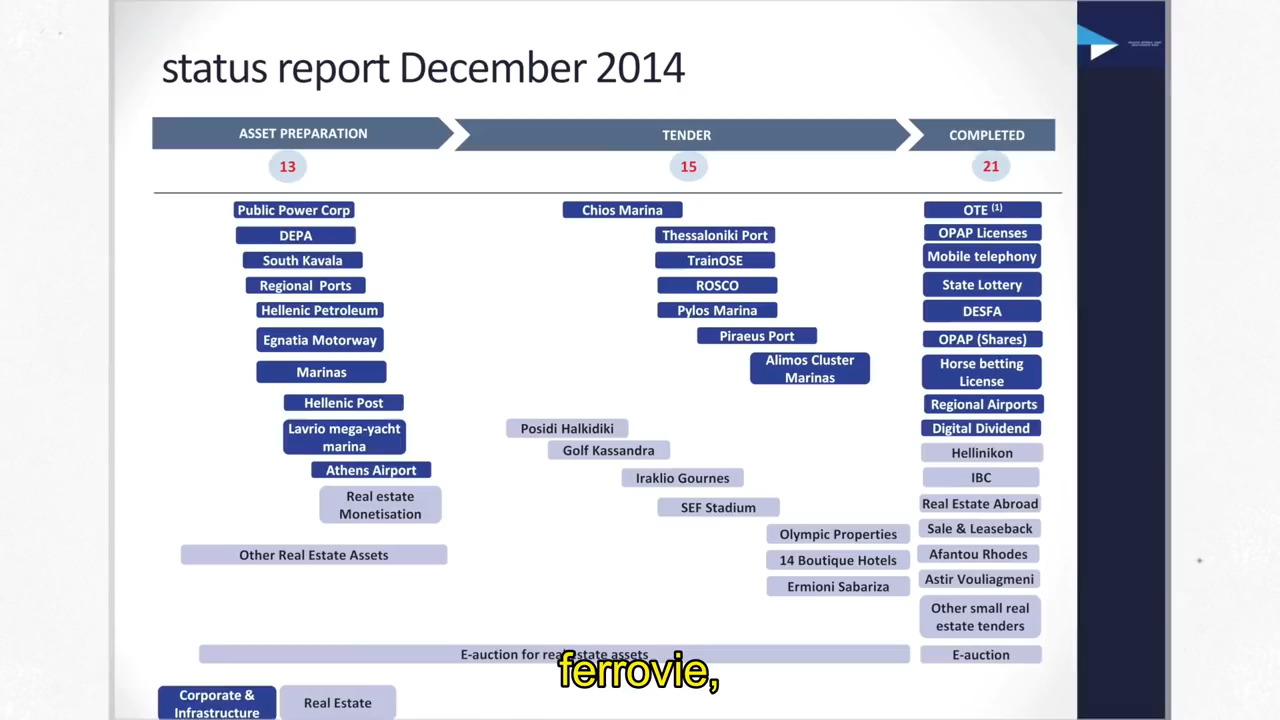 status report December 2014
ASSET PREPARATION
TENDER
COMPLETED
13
15
21
Public Power Corp
DEPA
South Kavala
Regional Ports
Hellenic Petroleum
Egnatia Motorway
Marinas
Hellenic Post
Lavrio mega-yacht
marina
Athens Airport
Real estate
Monetisation
Other Real Estate Assets
Chios Marina
Thessaloniki Port
TrainOSE
ROSCO
Pylos Marina
Piraeus Port
Alimos Cluster
Marinas
Posidi Halkidiki
Golf Kassandra
Iraklio Gournes
SEF Stadium
Olympic Properties
14 Boutique Hotels
Ermioni Sabariza
OTE (1)
OPAP Licenses
Mobile telephony
State Lottery
DESFA
OPAP (Shares)
Horse betting
License
Regional Airports
Digital Dividend
Hellinikon
IBC
Real Estate Abroad
Sale & Leaseback
Afantou Rhodes
Astir Vouliagmeni
Other small real
estate tenders
E-auction for real estate assets
E-auction
ferrovie,
Corporate &
Infrastructure
Real Estate